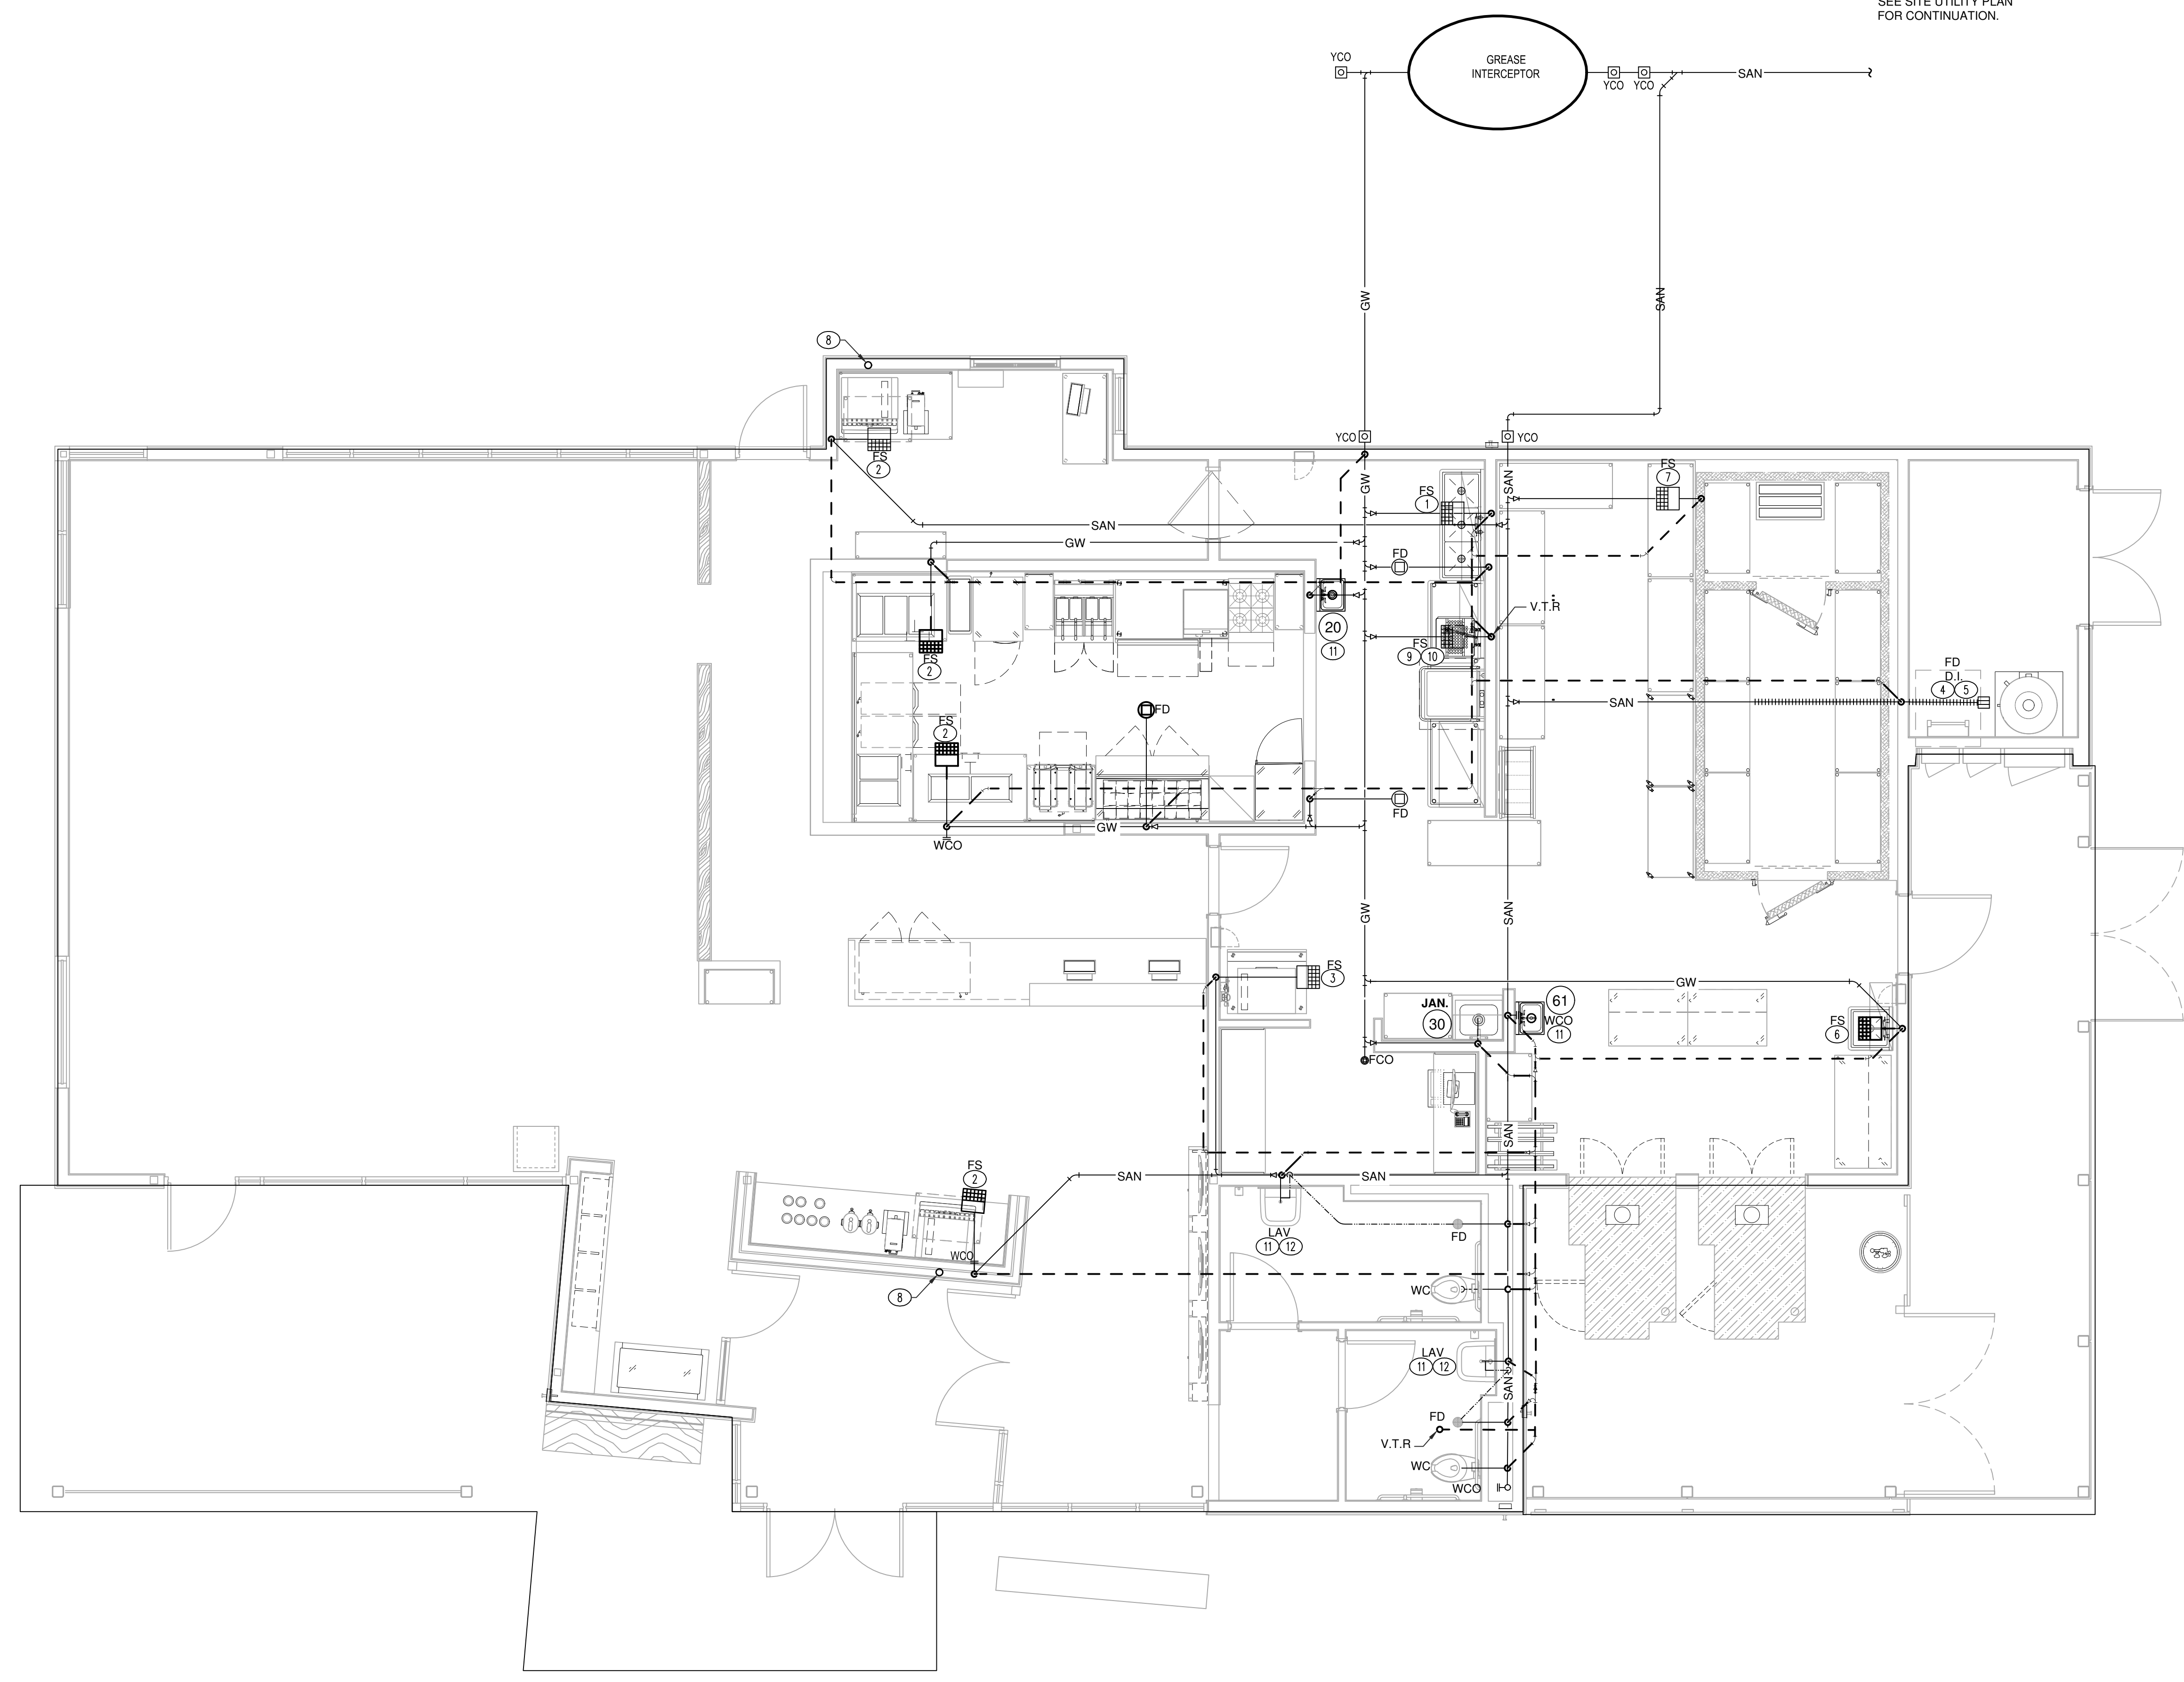 SEE SITE UTILITY PLAN
FOR CONTINUATION.
YCO
GREASE
INTERCEPTOR
YCO
YCO
SAN
GW
SAN
8
YCO
YCO
FS
2
GW
SAN
FS
7
FS
1
SAN
GW
FD
V.T.R
20
11
FS
9
10
FS
2
FD
D.I.
4
5
SAN
FD
FS
2
FD
GW
WCO
GW
SAN
FS
3
GW
JAN.
30
61
WCO
11
FS
6
FCO
SAN
FS
2
SAN
SAN
LAV
11
12
FD
WCO
8
WC
LAV
11
12
SAN
FD
V.T.R
WC
WCO